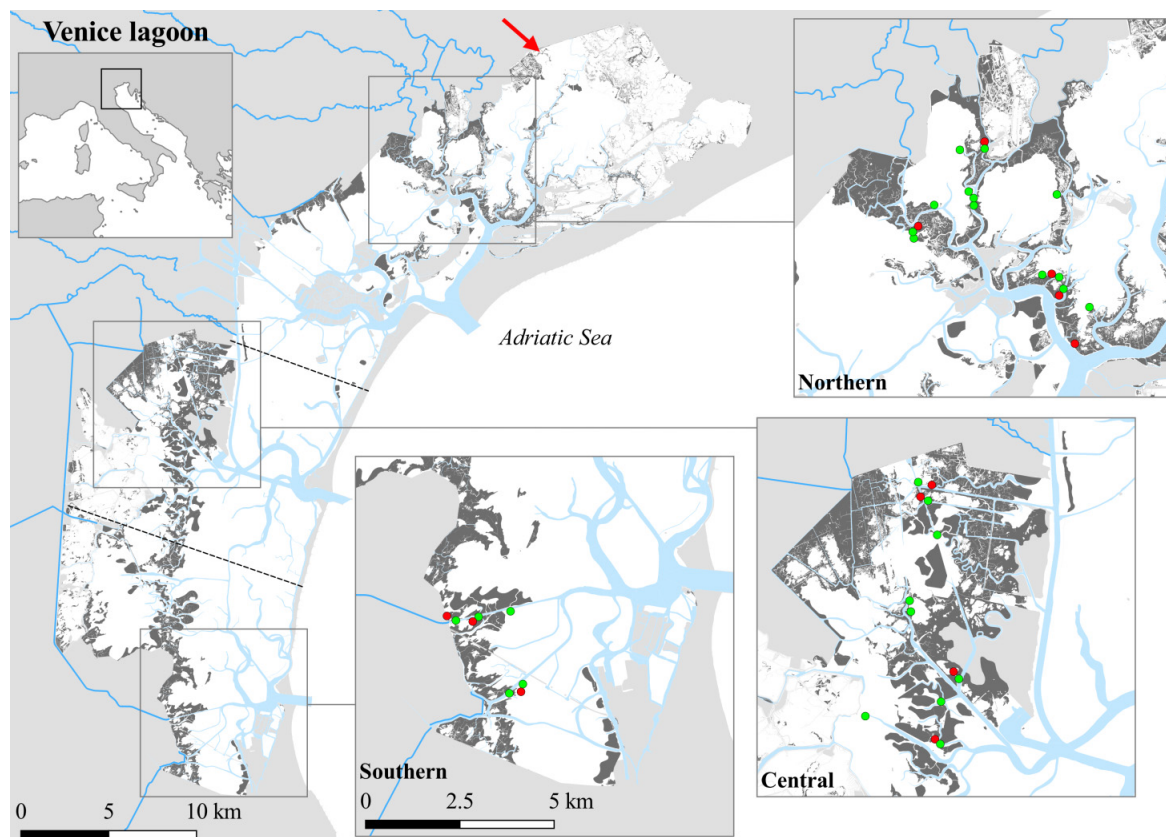 Venice lagoon
Adriatic Sea
Northern
Southern
Central
0 5 10 km
0 2.5 5 km